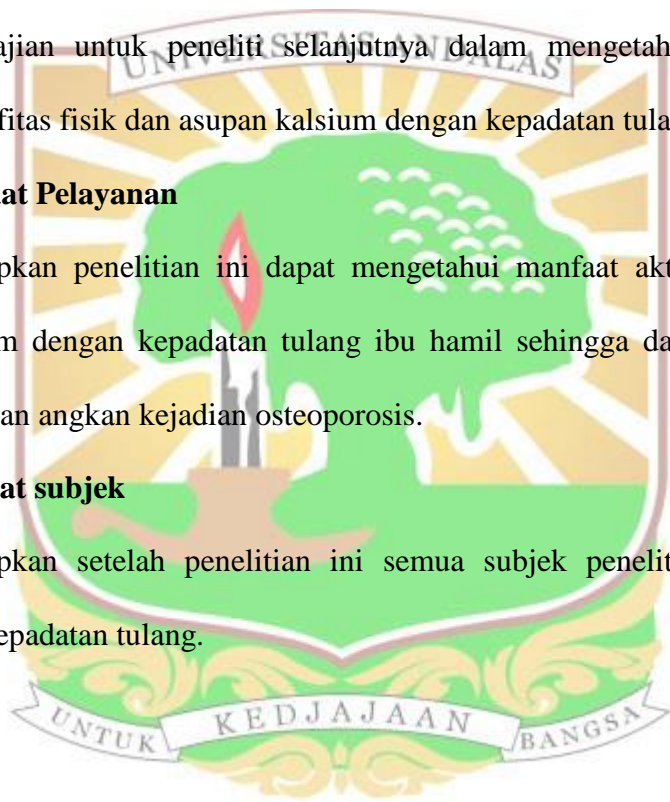 ajian untuk peneliti selanjutnya dalam mengetah
UNIVERSITAS ANDALAS
fitas fisik dan asupan kalsium dengan kepadatan tula
at Pelayanan
pkan penelitian ini dapat mengetahui manfaat akt
m dengan kepadatan tulang ibu hamil sehingga da
an angkan kejadian osteoporosis.
at subjek
pkan setelah penelitian ini semua subjek penelit
epadatan tulang.
UNTUK KEDJAJAAN BANGSA